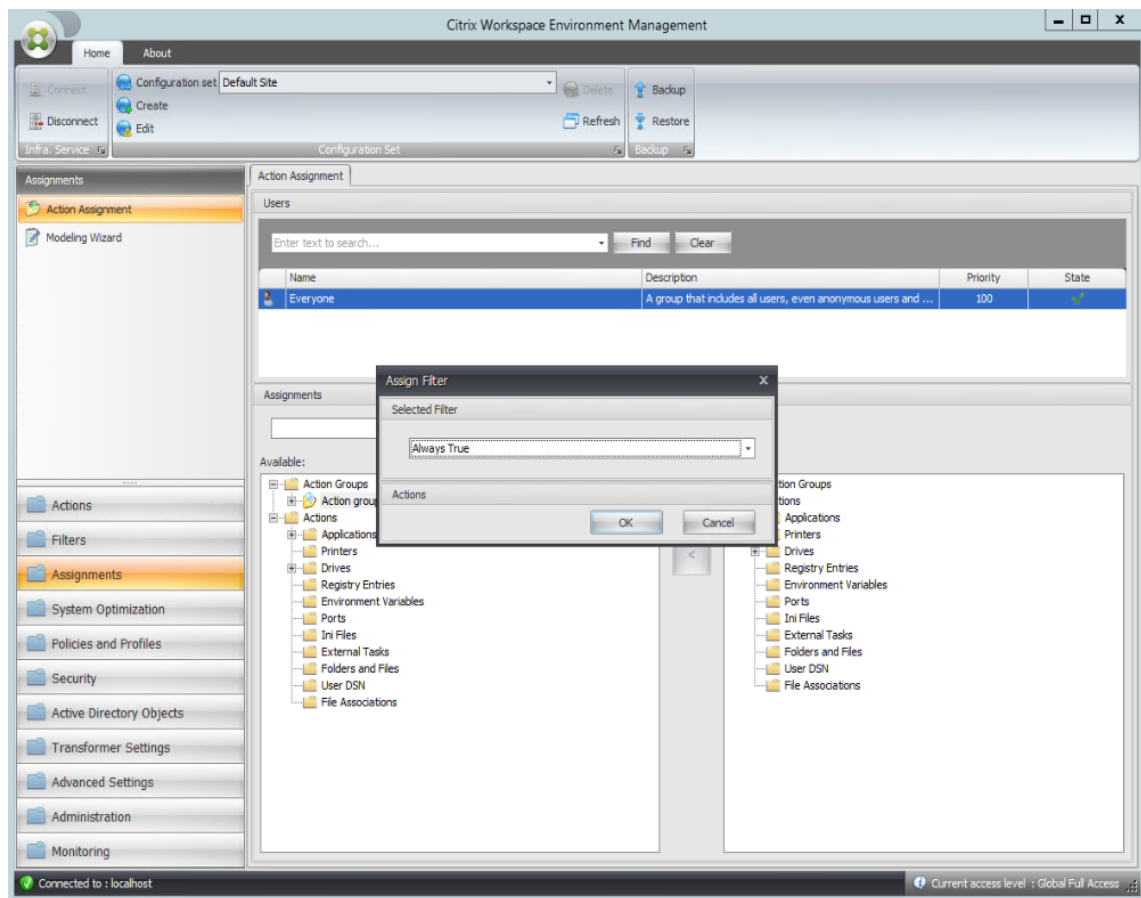 Citrix Workspace Environment Management
Home About
Connect
Configuration set Default Site
Delete
Backup
Create
Disconnect
Refresh
Restore
Edit
Infra. Service
Configuration Set
Backup
Assignments
Action Assignment
Modeling Wizard
Action Assignment
Users
Enter text to search...
Find
Clear
Name Description Priority State
Everyone A group that includes all users, even anonymous users and ... 100
Assign Filter
X
Selected Filter
Always True
Actions
OK
Cancel
Assignments
Available:
Action Groups
Action grou
Actions
Applications
Printers
Drives
Registry Entries
Environment Variables
Ports
Ini Files
External Tasks
Folders and Files
User DSN
File Associations
<
tion Groups
tions
Applications
Printers
Drives
Registry Entries
Environment Variables
Ports
Ini Files
External Tasks
Folders and Files
User DSN
File Associations
Actions
Filters
Assignments
System Optimization
Policies and Profiles
Security
Active Directory Objects
Transformer Settings
Advanced Settings
Administration
Monitoring
Connected to : localhost
Current access level : Global Full Access